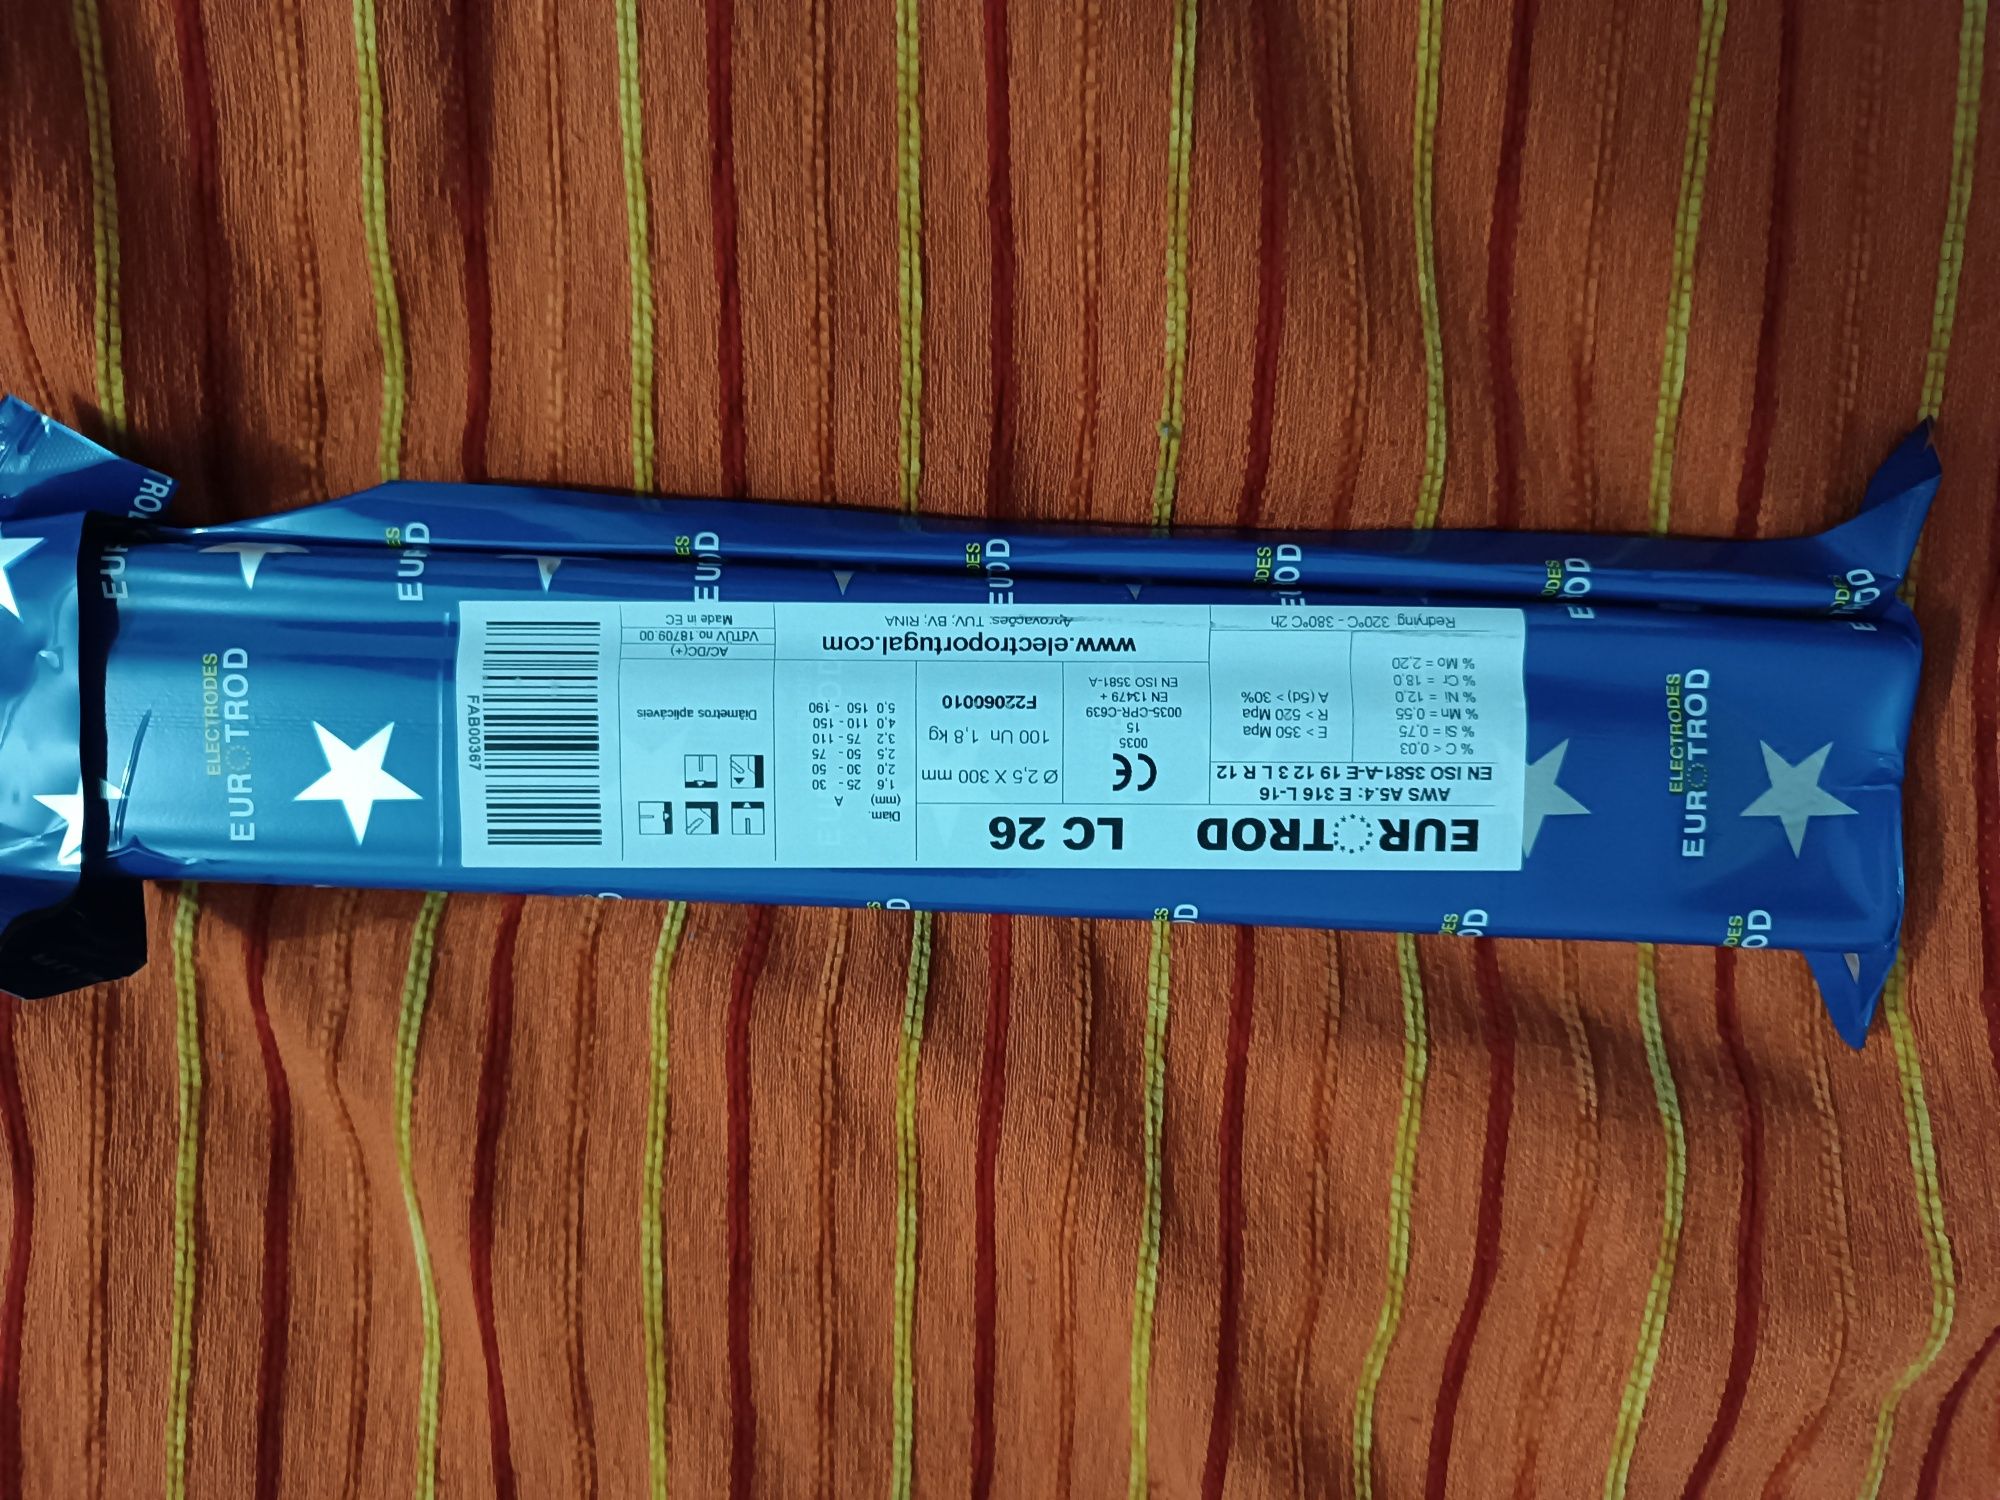 EUROTROD LC 26
AWS A5.4: E 316 L-16
EN ISO 3581-A-E 19 12 3 L R 12
% C < 0,03
% Si = 0,75
% Mn = 0,55
% Ni = 12,0
% Cr = 18,0
% Mo = 2,20
E > 350 Mpa
R > 520 Mpa
A (5d) > 30%
Redrying 320ºC - 380ºC 2h
CE
0035
15
0035-CPR-C639
EN 13479 +
EN ISO 3581-A
Ø 2,5 X 300 mm
100 Un 1,8 kg
F22060010
www.electroportugal.com
Aprovações: TUV; BV; RINA
Diam.
(mm) A
1,6 25 - 30
2,0 30 - 50
2,5 50 - 75
3,2 75 - 110
4,0 110 - 150
5,0 150 - 190
Diâmetros aplicáveis
AC/DC(+)
VdTÜV no 18709.00
Made in EC
FAB00367
ELECTRODES
EUROTROD
ELECTRODES
EUROTROD